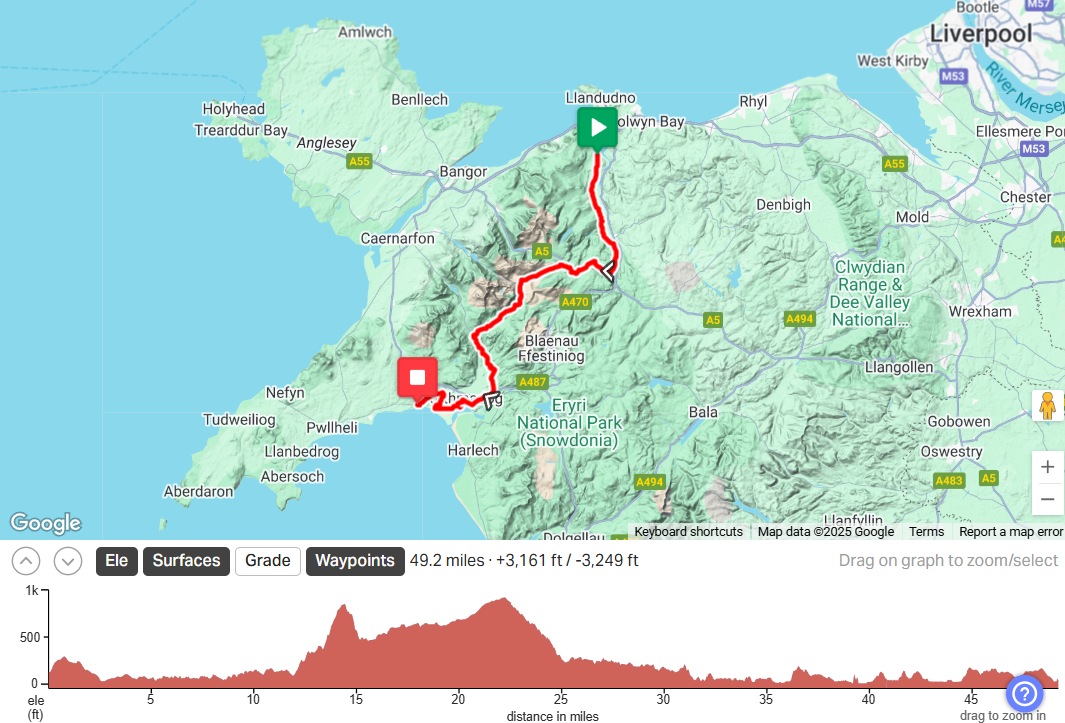 Bootle
M57
Liverpool
Amlwch
West Kirby
M53
River Mersey
Benllech
Llandudno
Rhyl
Holyhead
olwyn Bay
Trearddur Bay
Anglesey
A55
Ellesmere Po
M53
A55
Bangor
Chester
Denbigh
Mold
Caernarfon
A4
A5
Clwydian
Range &
Dee Valley
National...
A470
A5
A494
Wrexham
Blaenau
Ffestiniog
Llangollen
A487
Nefyn
Eryri
National Park
(Snowdonia)
Tudweiliog
Pwllheli
Bala
Gobowen
Llanbedrog
Harlech
Oswestry
Abersoch
A494
A483
A5
Aberdaron
Llanfyllin
Google
Dolgellau
Keyboard shortcuts
Map data ©2025 Google
Terms
Report a map error
Ele
Surfaces
Grade
Waypoints
49.2 miles · +3,161 ft / -3,249 ft
Drag on graph to zoom/select
1k
500
0
ele
(ft)
5
10
15
20
25
30
35
40
45
distance in miles
drag to zoom in
?